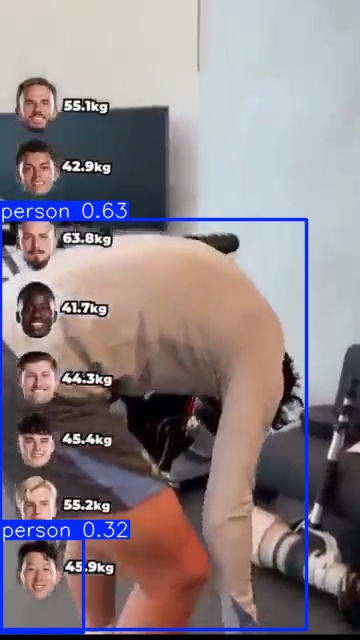 55.1kg
42.9kg
person 0.63
63.8kg
41.7kg
44.3kg
45.4kg
55.2kg
person 0.32
45.9kg